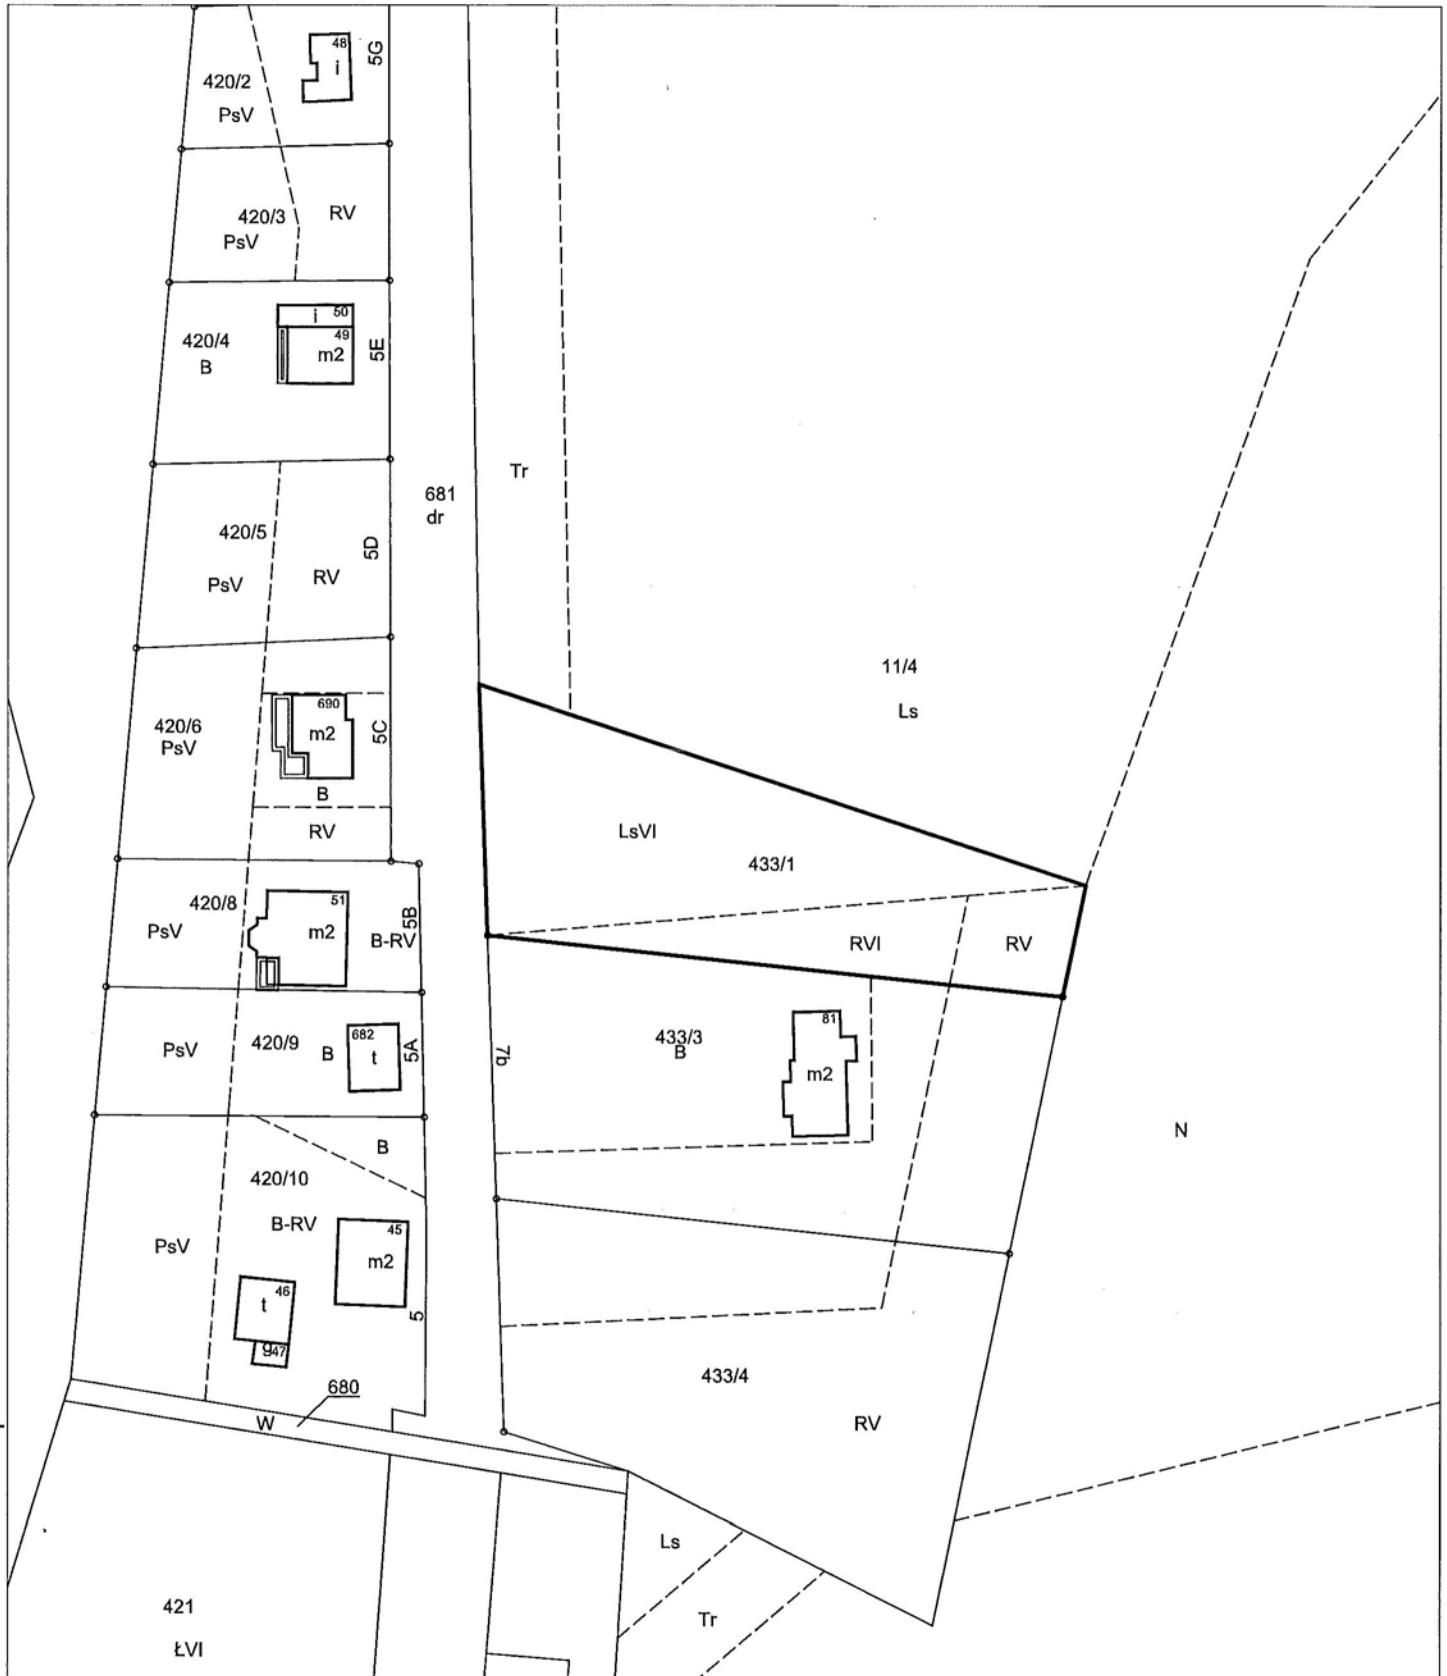 48
i
5G
420/2
PsV
420/3
PsV
RV
420/4
B
i 50
49
m2
5E
681
dr
Tr
420/5
PsV
RV
5D
11/4
Ls
420/6
PsV
690
m2
5C
B
RV
LsVI
433/1
420/8
PsV
51
m2
5B
B-RV
RVI
RV
420/9
PsV
B
682
t
5A
7b
433/3
B
81
m2
N
B
420/10
B-RV
PsV
45
m2
46
t
g47
5
680
W
433/4
RV
Ls
Tr
421
ŁVI